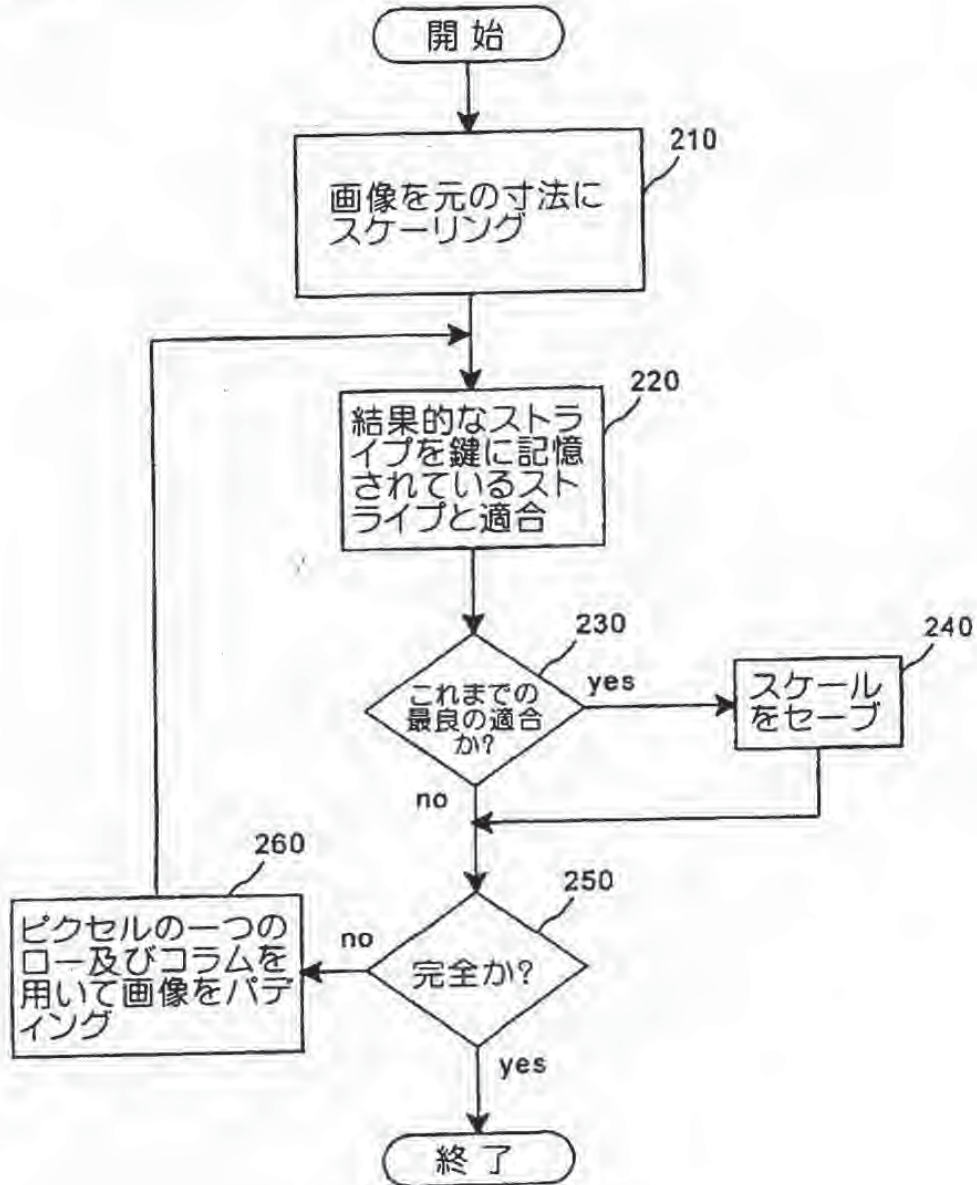 開始
210
画像を元の寸法に
スケーリング
220
結果的なストラ
イプを鍵に記憶
されているスト
ライプと適合
230
これまでの
最良の適合
か?
yes
240
スケール
をセーブ
no
250
完全か?
no
260
ピクセルの一つの
ロー及びコラムを
用いて画像をパデ
ィング
yes
終了